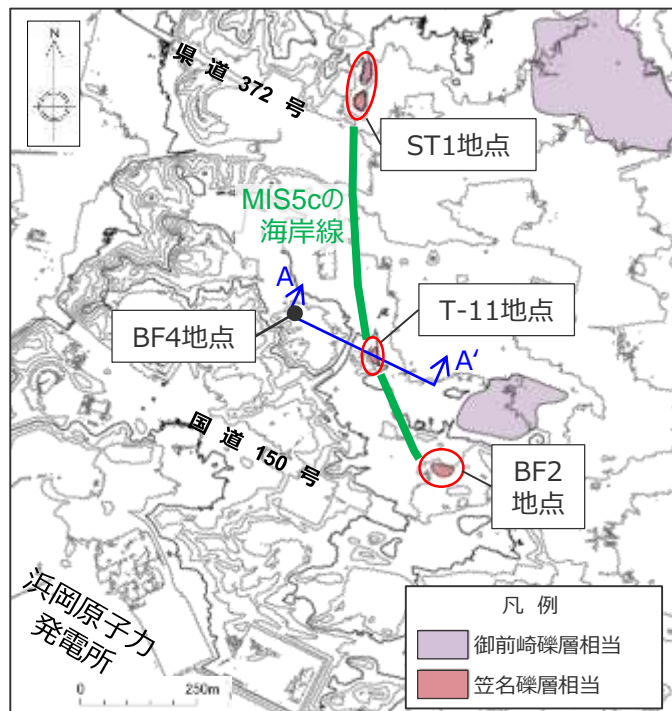 N
県道372号
ST1地点
MIS5cの
海岸線
A
T-11地点
BF4地点
A'
国道150号
BF2
地点
浜岡原子力
発電所
凡 例
御前崎礫層相当
笠名礫層相当
0 250m